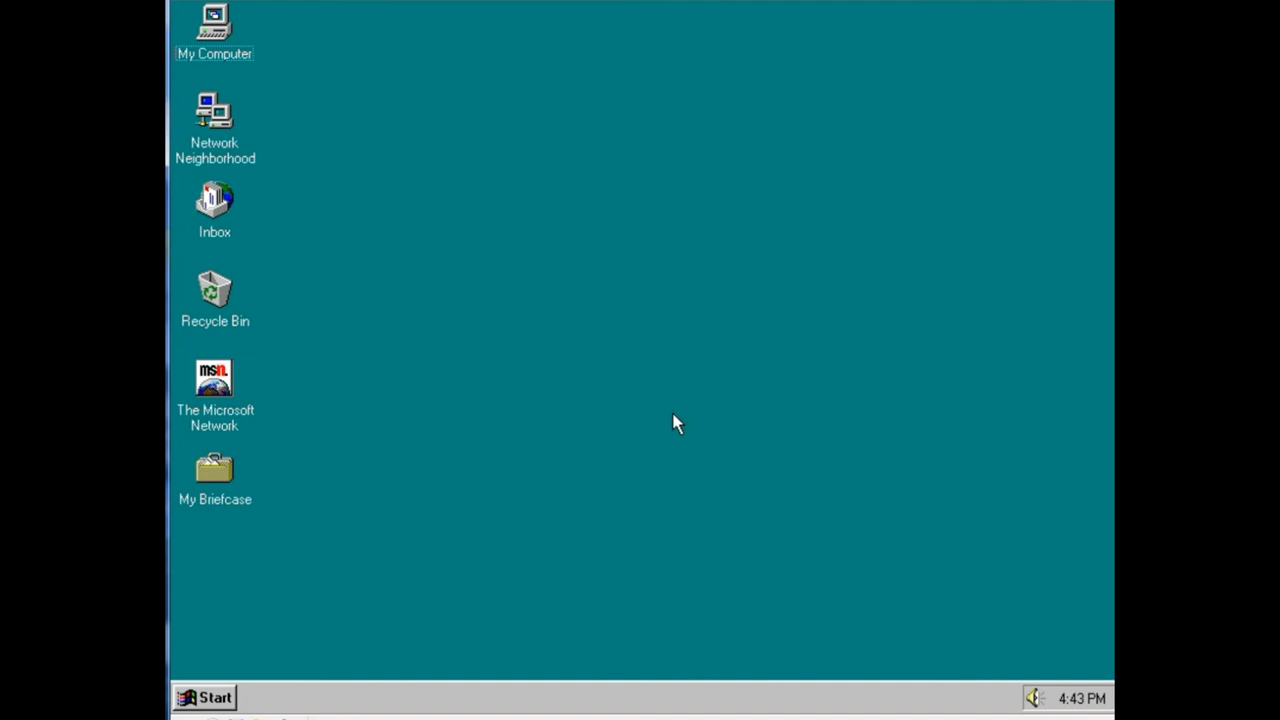 My Computer
Network
Neighborhood
Inbox
Recycle Bin
msn.
The Microsoft
Network
My Briefcase
Start
4:43 PM